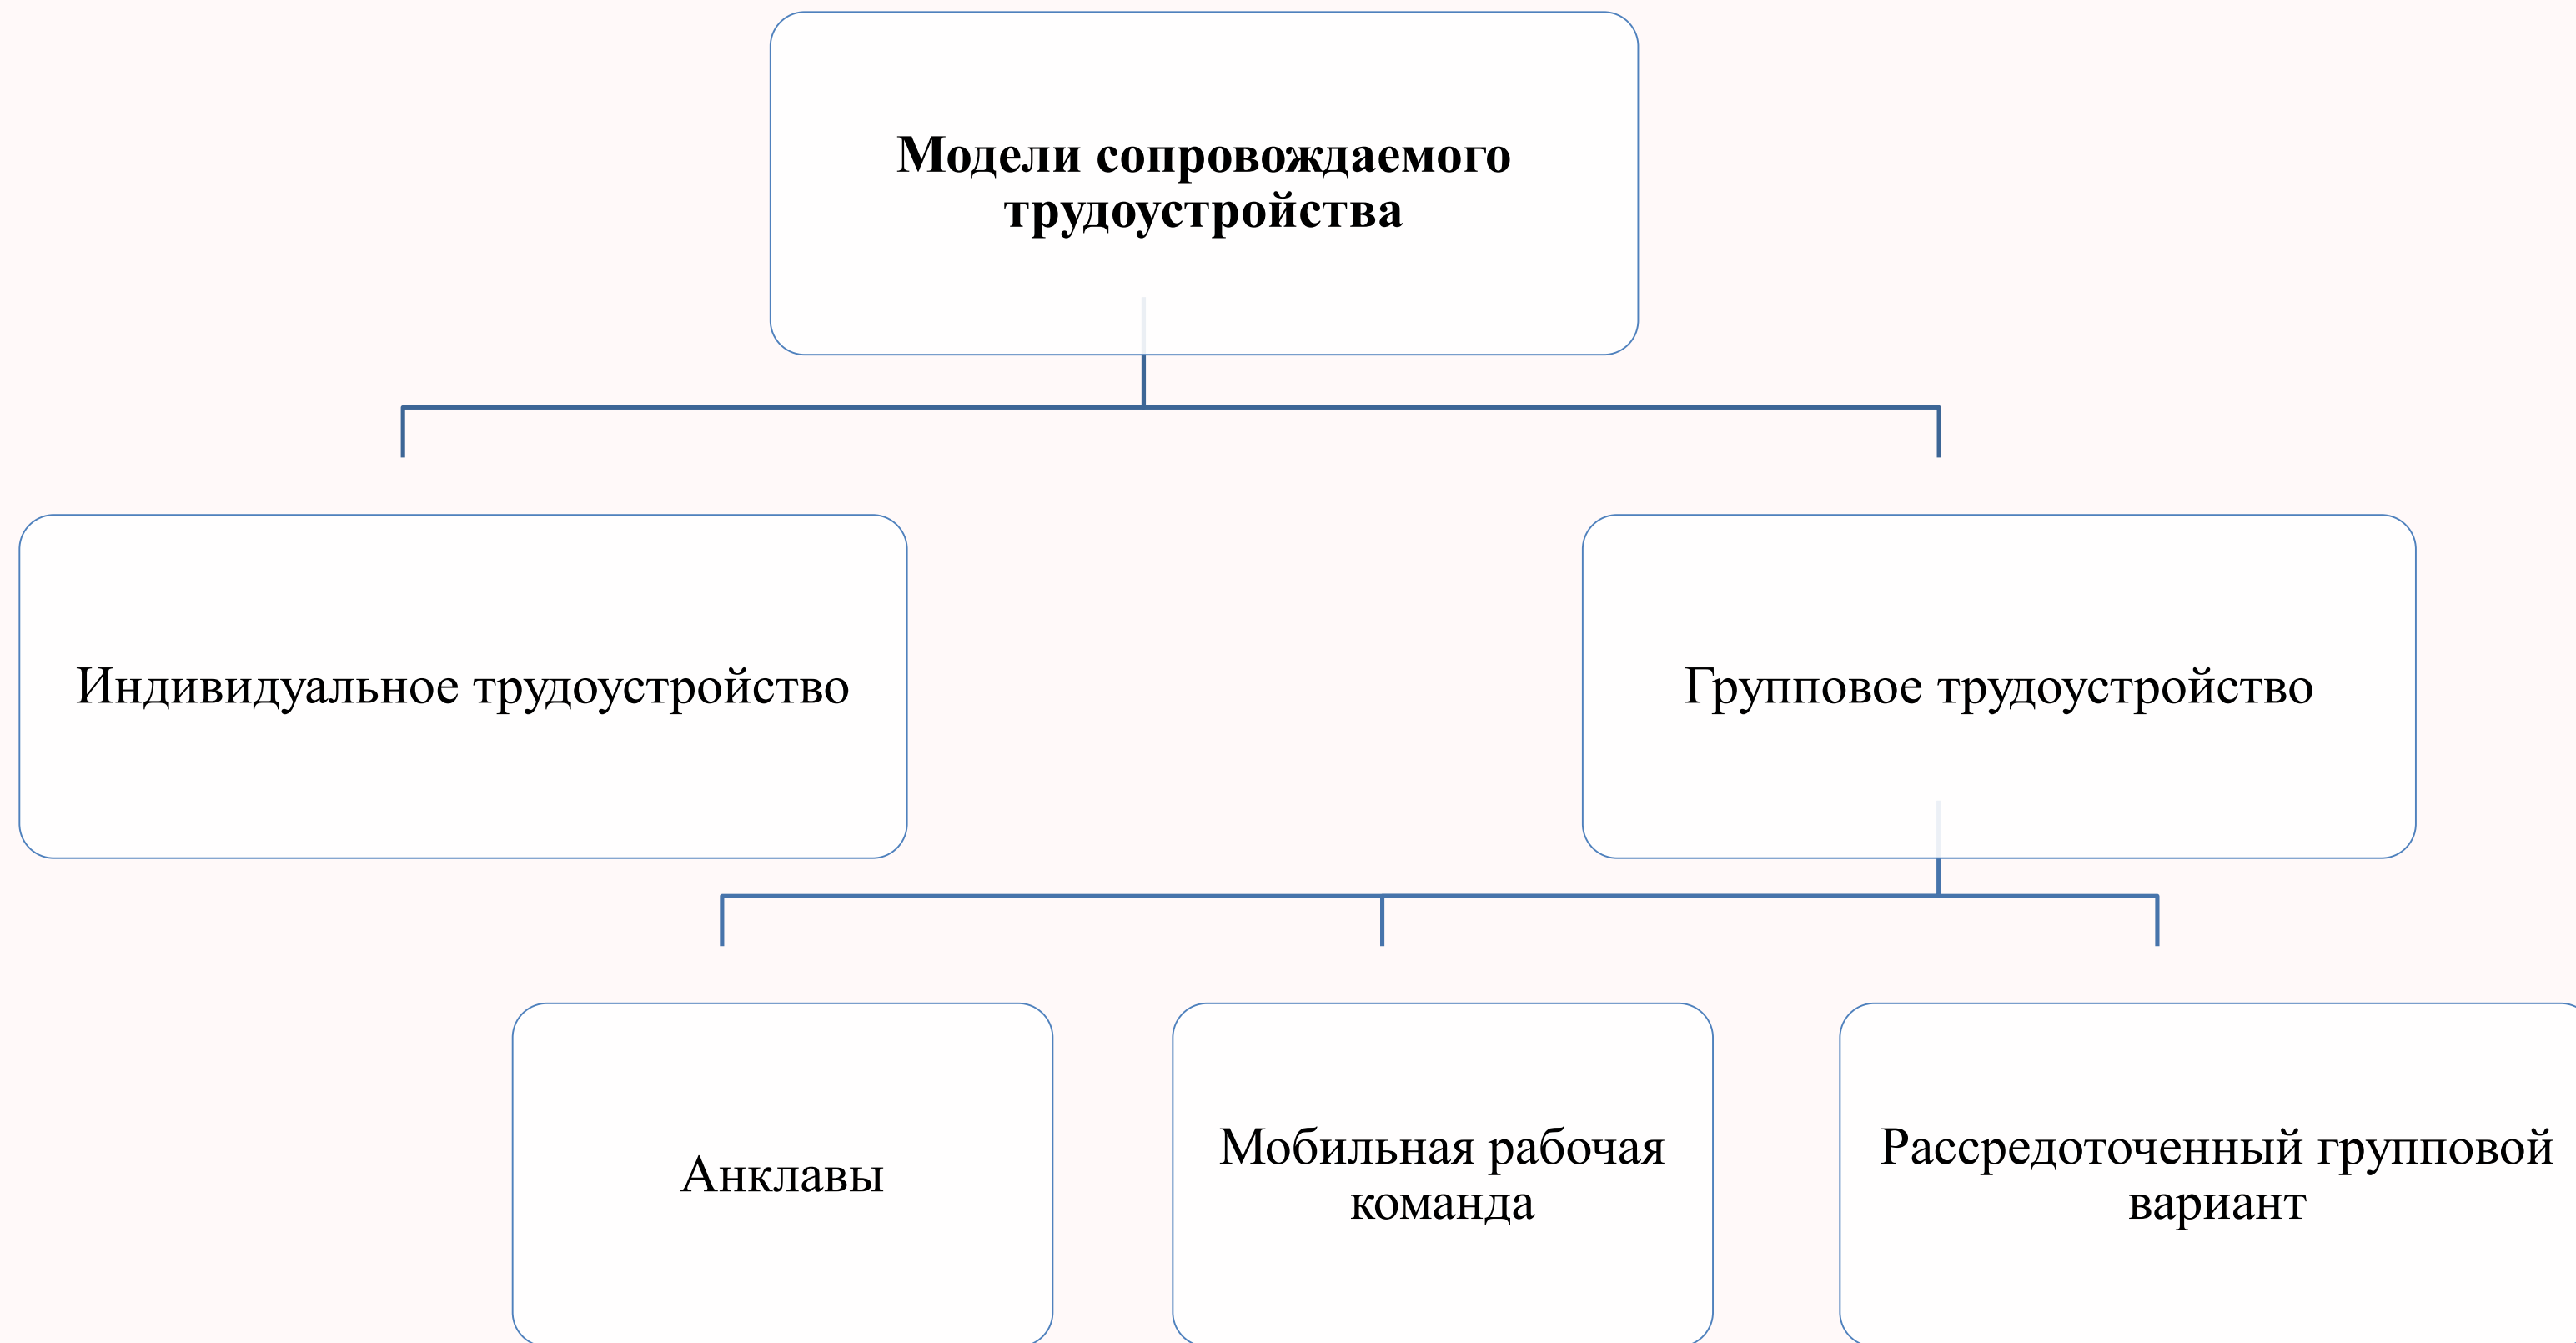 Модели сопровождаемого
трудоустройства
Индивидуальное трудоустройство
Групповое трудоустройство
Анклавы
Мобильная рабочая
команда
Рассредоточенный групповой
вариант